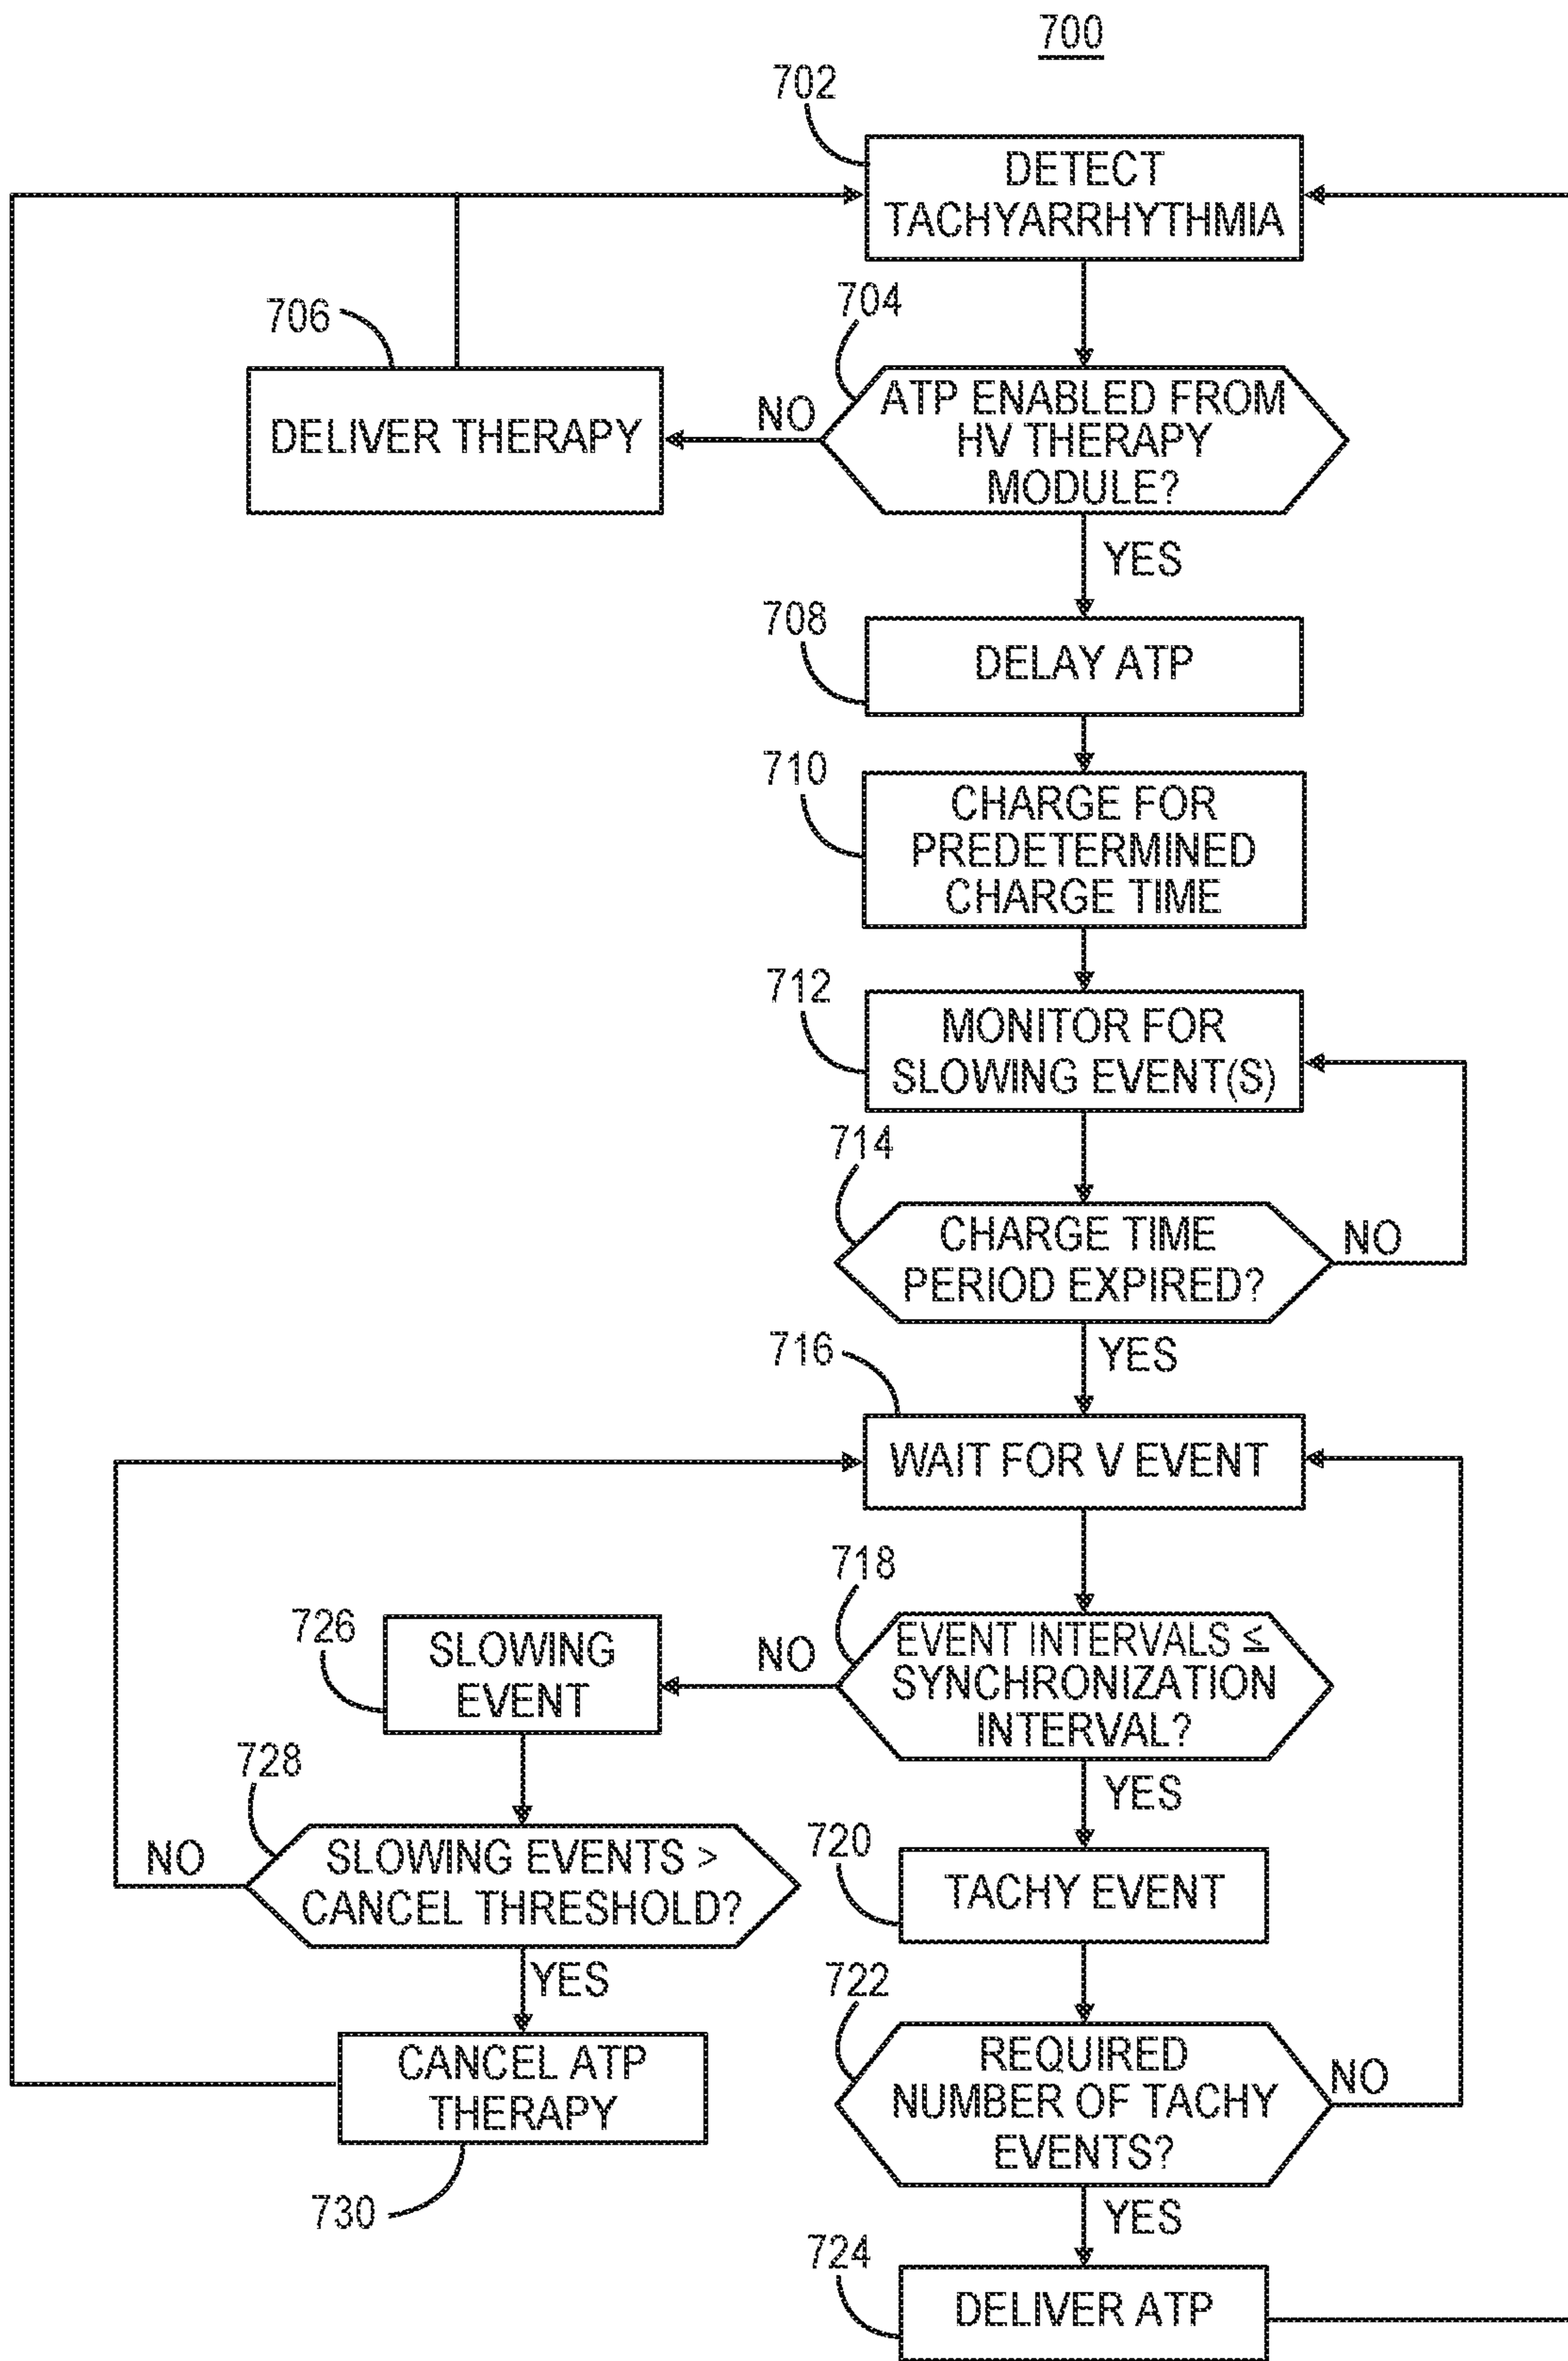 700
702
DETECT
TACHYARRHYTHMIA
704
706
ATP ENABLED FROM
HV THERAPY
MODULE?
NO
DELIVER THERAPY
YES
708
DELAY ATP
710
CHARGE FOR
PREDETERMINED
CHARGE TIME
712
MONITOR FOR
SLOWING EVENT(S)
714
CHARGE TIME
PERIOD EXPIRED?
NO
YES
716
WAIT FOR V EVENT
718
EVENT INTERVALS ≤
SYNCHRONIZATION
INTERVAL?
NO
726
SLOWING
EVENT
YES
728
SLOWING EVENTS >
CANCEL THRESHOLD?
NO
720
TACHY EVENT
YES
722
REQUIRED
NUMBER OF TACHY
EVENTS?
NO
CANCEL ATP
THERAPY
730
YES
724
DELIVER ATP